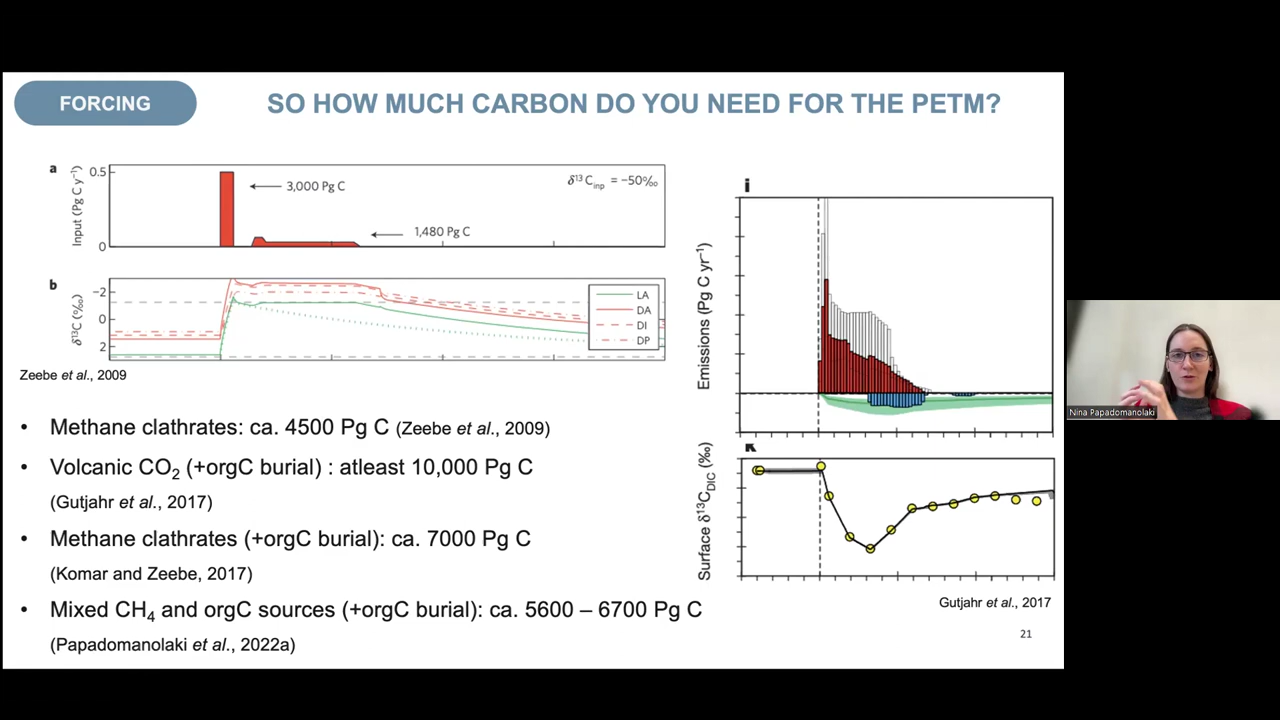 FORCING
SO HOW MUCH CARBON DO YOU NEED FOR THE PETM?
a
Input (Pg C y⁻¹)
0.5
0
3,000 Pg C
1,480 Pg C
δ¹³C_inp = −50‰
b
δ¹³C (‰)
−2
0
2
LA
DA
DI
DP
Zeebe et al., 2009
• Methane clathrates: ca. 4500 Pg C (Zeebe et al., 2009)
• Volcanic CO₂ (+orgC burial) : atleast 10,000 Pg C
(Gutjahr et al., 2017)
• Methane clathrates (+orgC burial): ca. 7000 Pg C
(Komar and Zeebe, 2017)
• Mixed CH₄ and orgC sources (+orgC burial): ca. 5600 – 6700 Pg C
(Papadomanolaki et al., 2022a)
i
Emissions (Pg C yr⁻¹)
Surface δ¹³C_DIC (‰)
Gutjahr et al., 2017
21
Nina Papadomanolaki